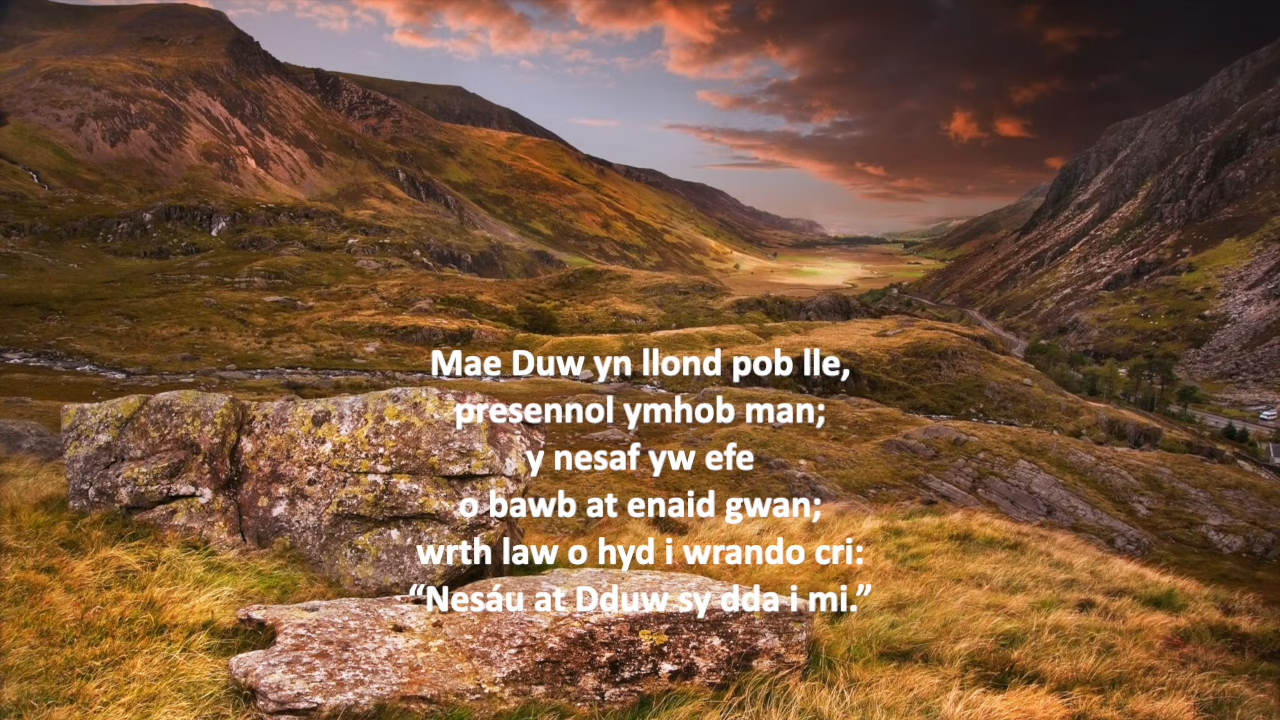 Mae Duw yn llond pob lle,
presennol ymhob man;
y nesaf yw efe
o bawb at enaid gwan;
wrth law o hyd i wrando cri:
“Nesáu at Dduw sy dda i mi.”